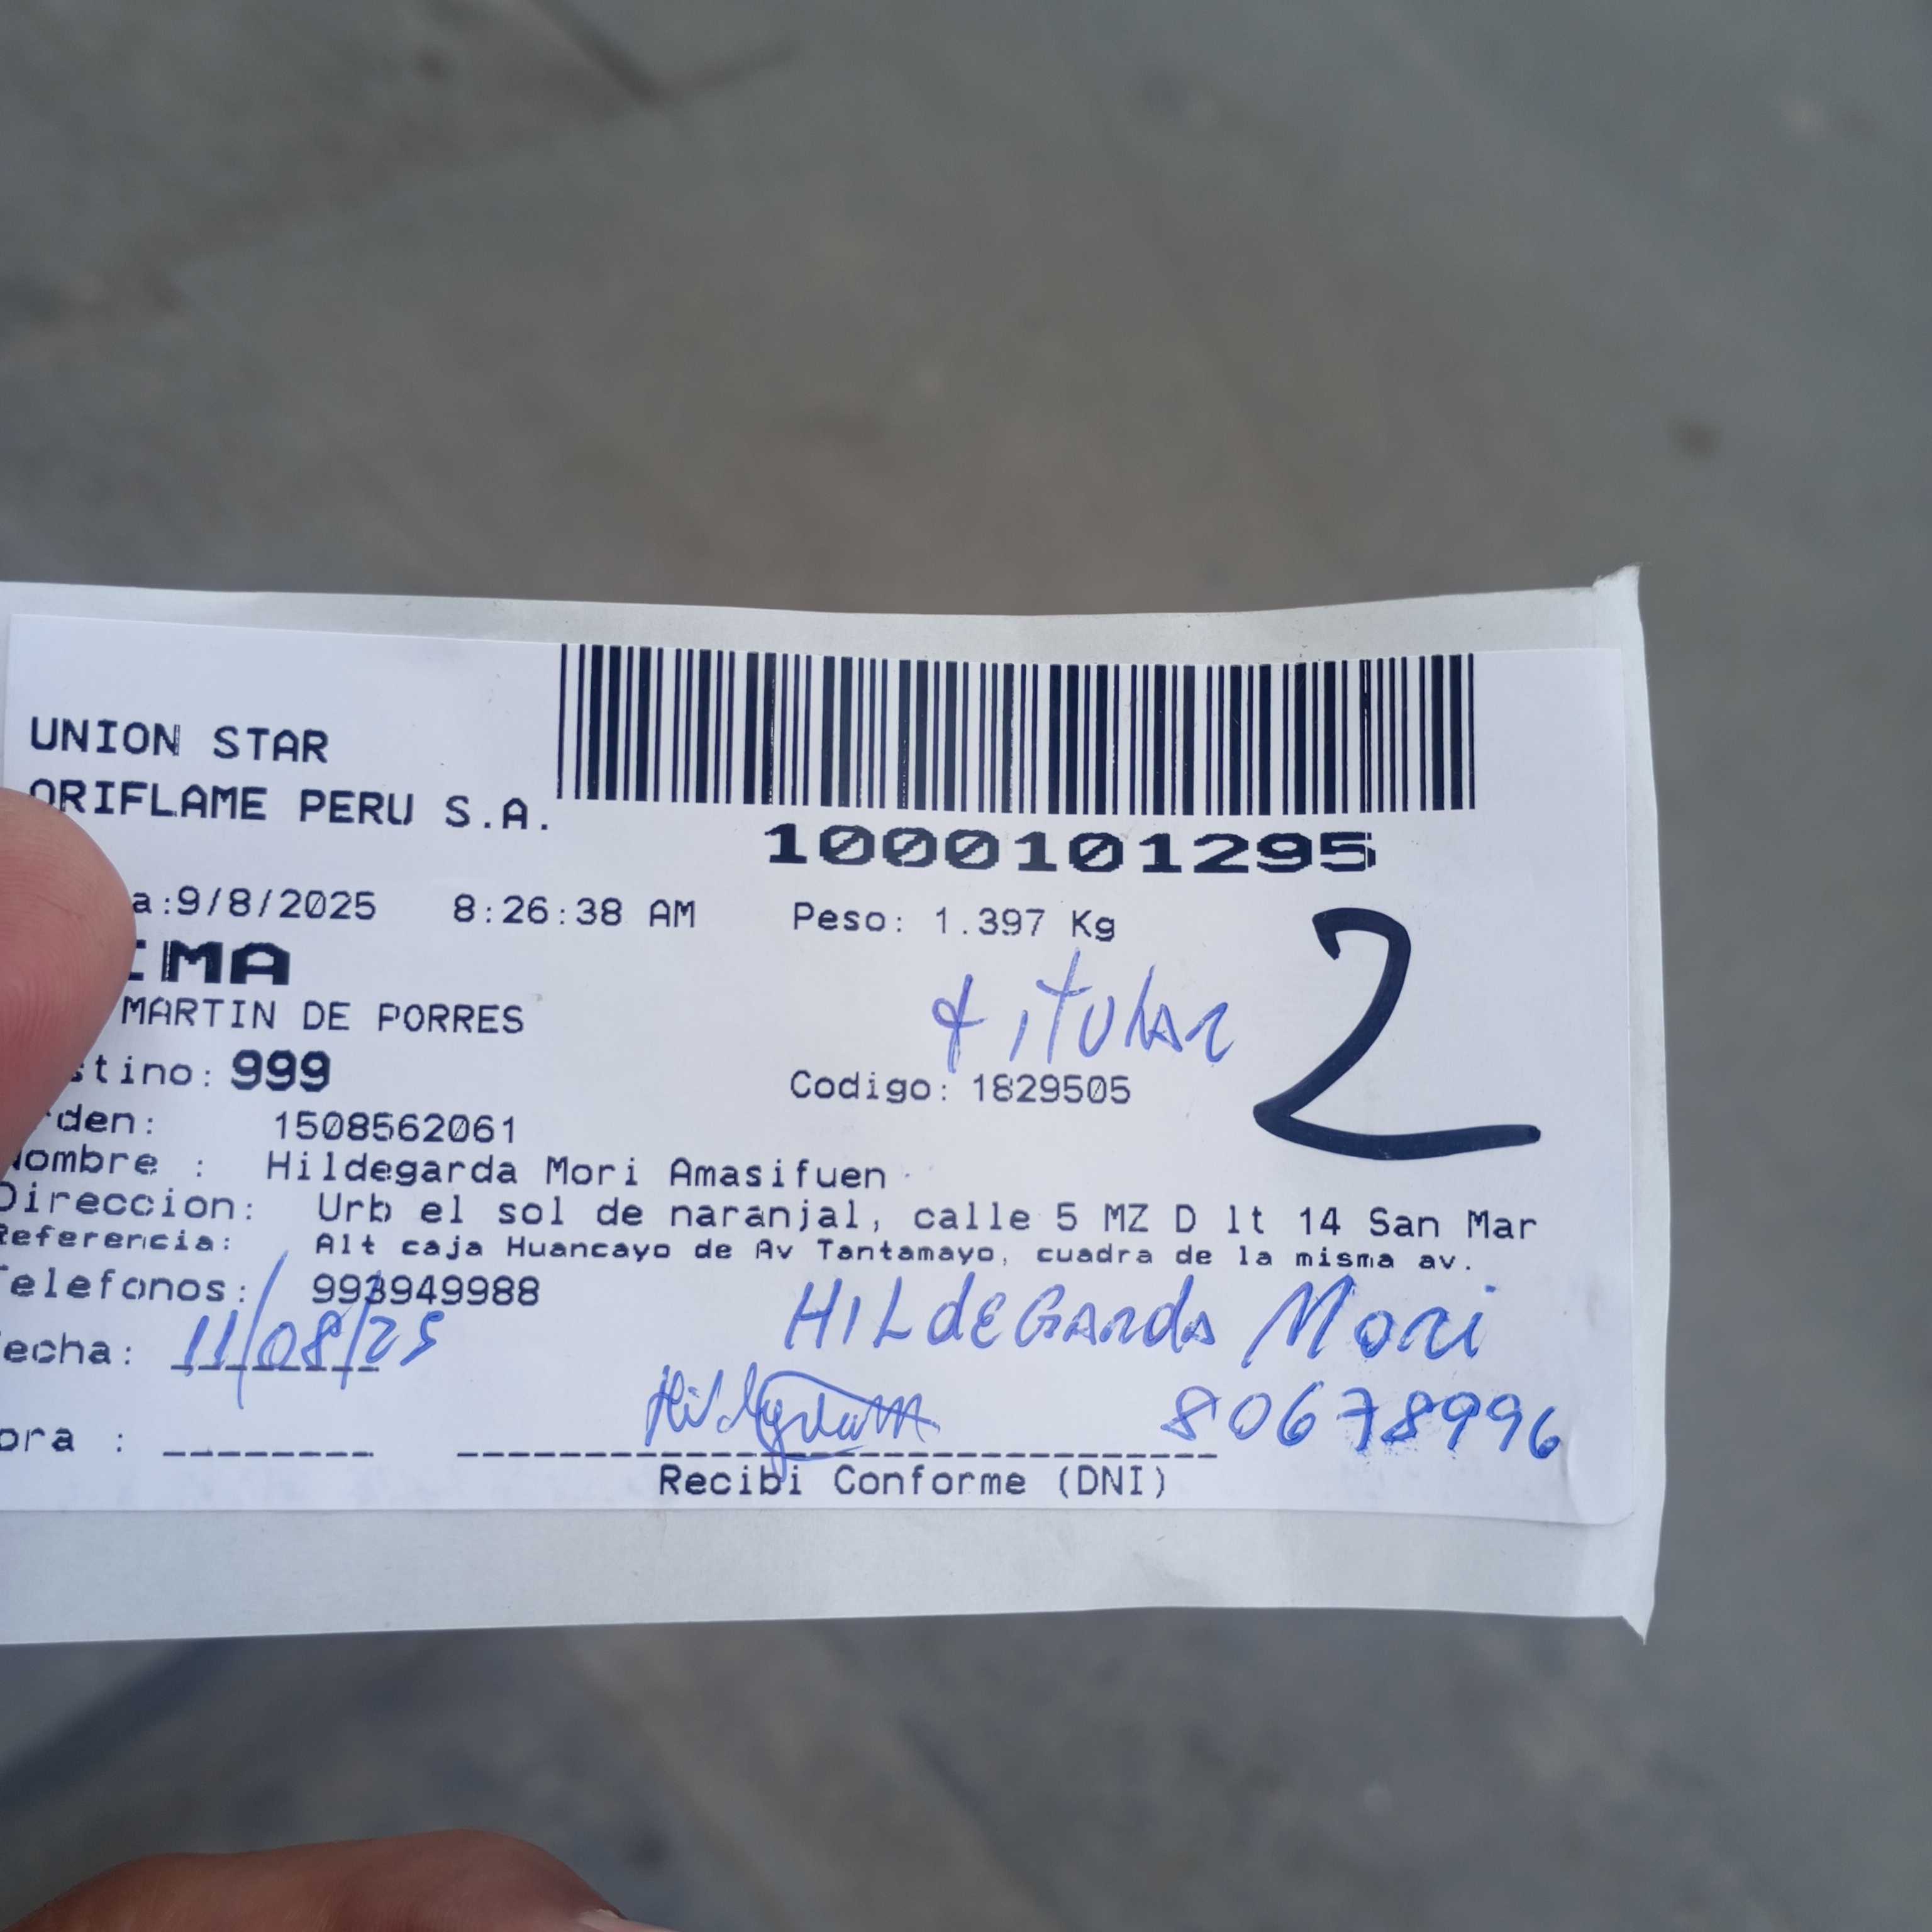 UNION STAR
ORIFLAME PERU S.A.
1000101295
a:9/8/2025 8:26:38 AM Peso: 1.397 Kg
IMA
MARTIN DE PORRES
titular
2
stino: 999
Codigo: 1829505
rden: 1508562061
Nombre : Hildegarda Mori Amasifuen
Direccion: Urb el sol de naranjal, calle 5 MZ D lt 14 San Mar
Referencia: Alt caja Huancayo de Av Tantamayo, cuadra de la misma av.
Telefonos: 993949988
HILdEGARda Mori
echa: 11/08/25
80678996
ora :
Recibi Conforme (DNI)